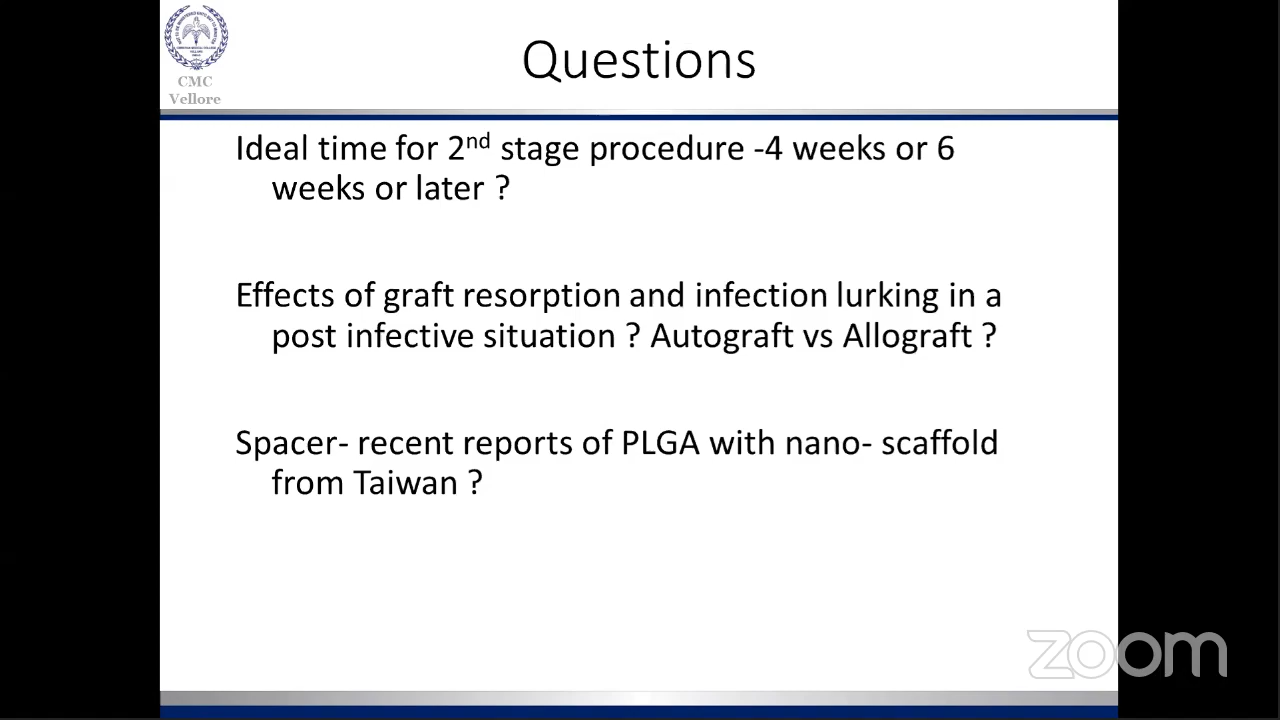 CMC
Vellore
Questions
Ideal time for 2nd stage procedure -4 weeks or 6
weeks or later ?
Effects of graft resorption and infection lurking in a
post infective situation ? Autograft vs Allograft ?
Spacer- recent reports of PLGA with nano- scaffold
from Taiwan ?
zoom